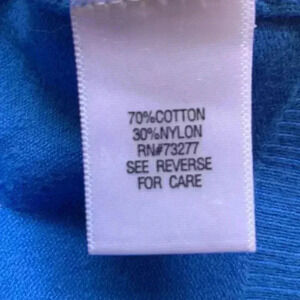 70%COTTON
30%NYLON
RN#73277
SEE REVERSE
FOR CARE